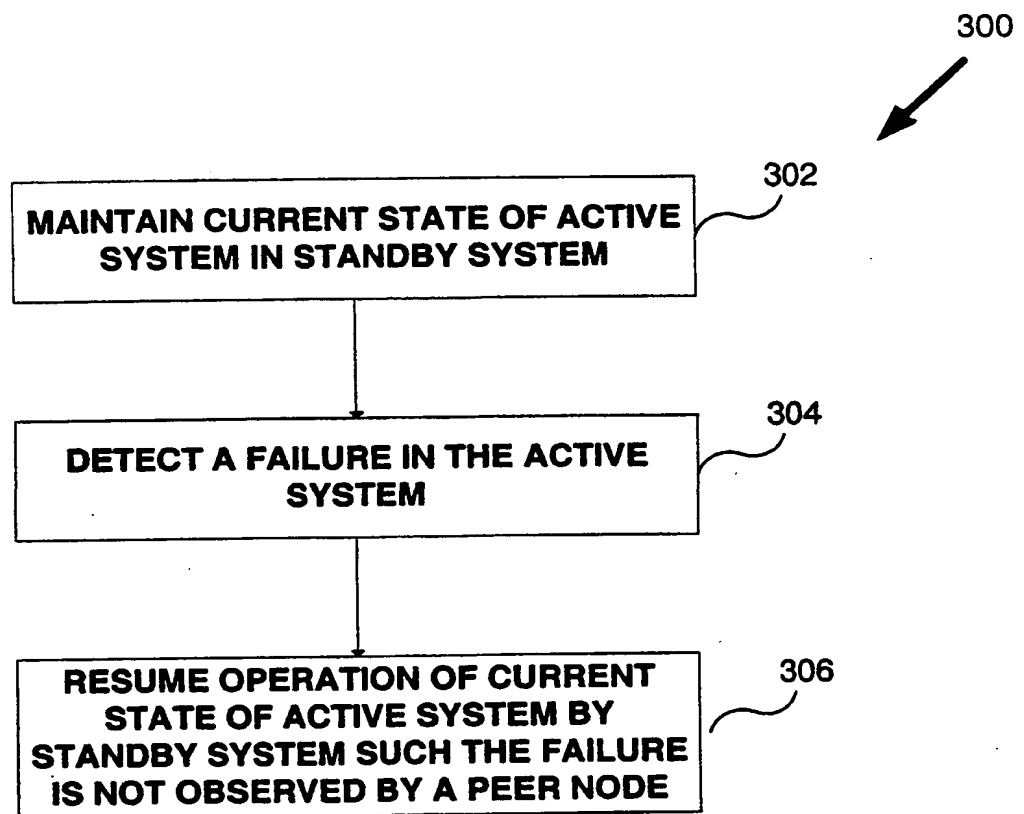 300
302
MAINTAIN CURRENT STATE OF ACTIVE
SYSTEM IN STANDBY SYSTEM
304
DETECT A FAILURE IN THE ACTIVE
SYSTEM
306
RESUME OPERATION OF CURRENT
STATE OF ACTIVE SYSTEM BY
STANDBY SYSTEM SUCH THE FAILURE
IS NOT OBSERVED BY A PEER NODE